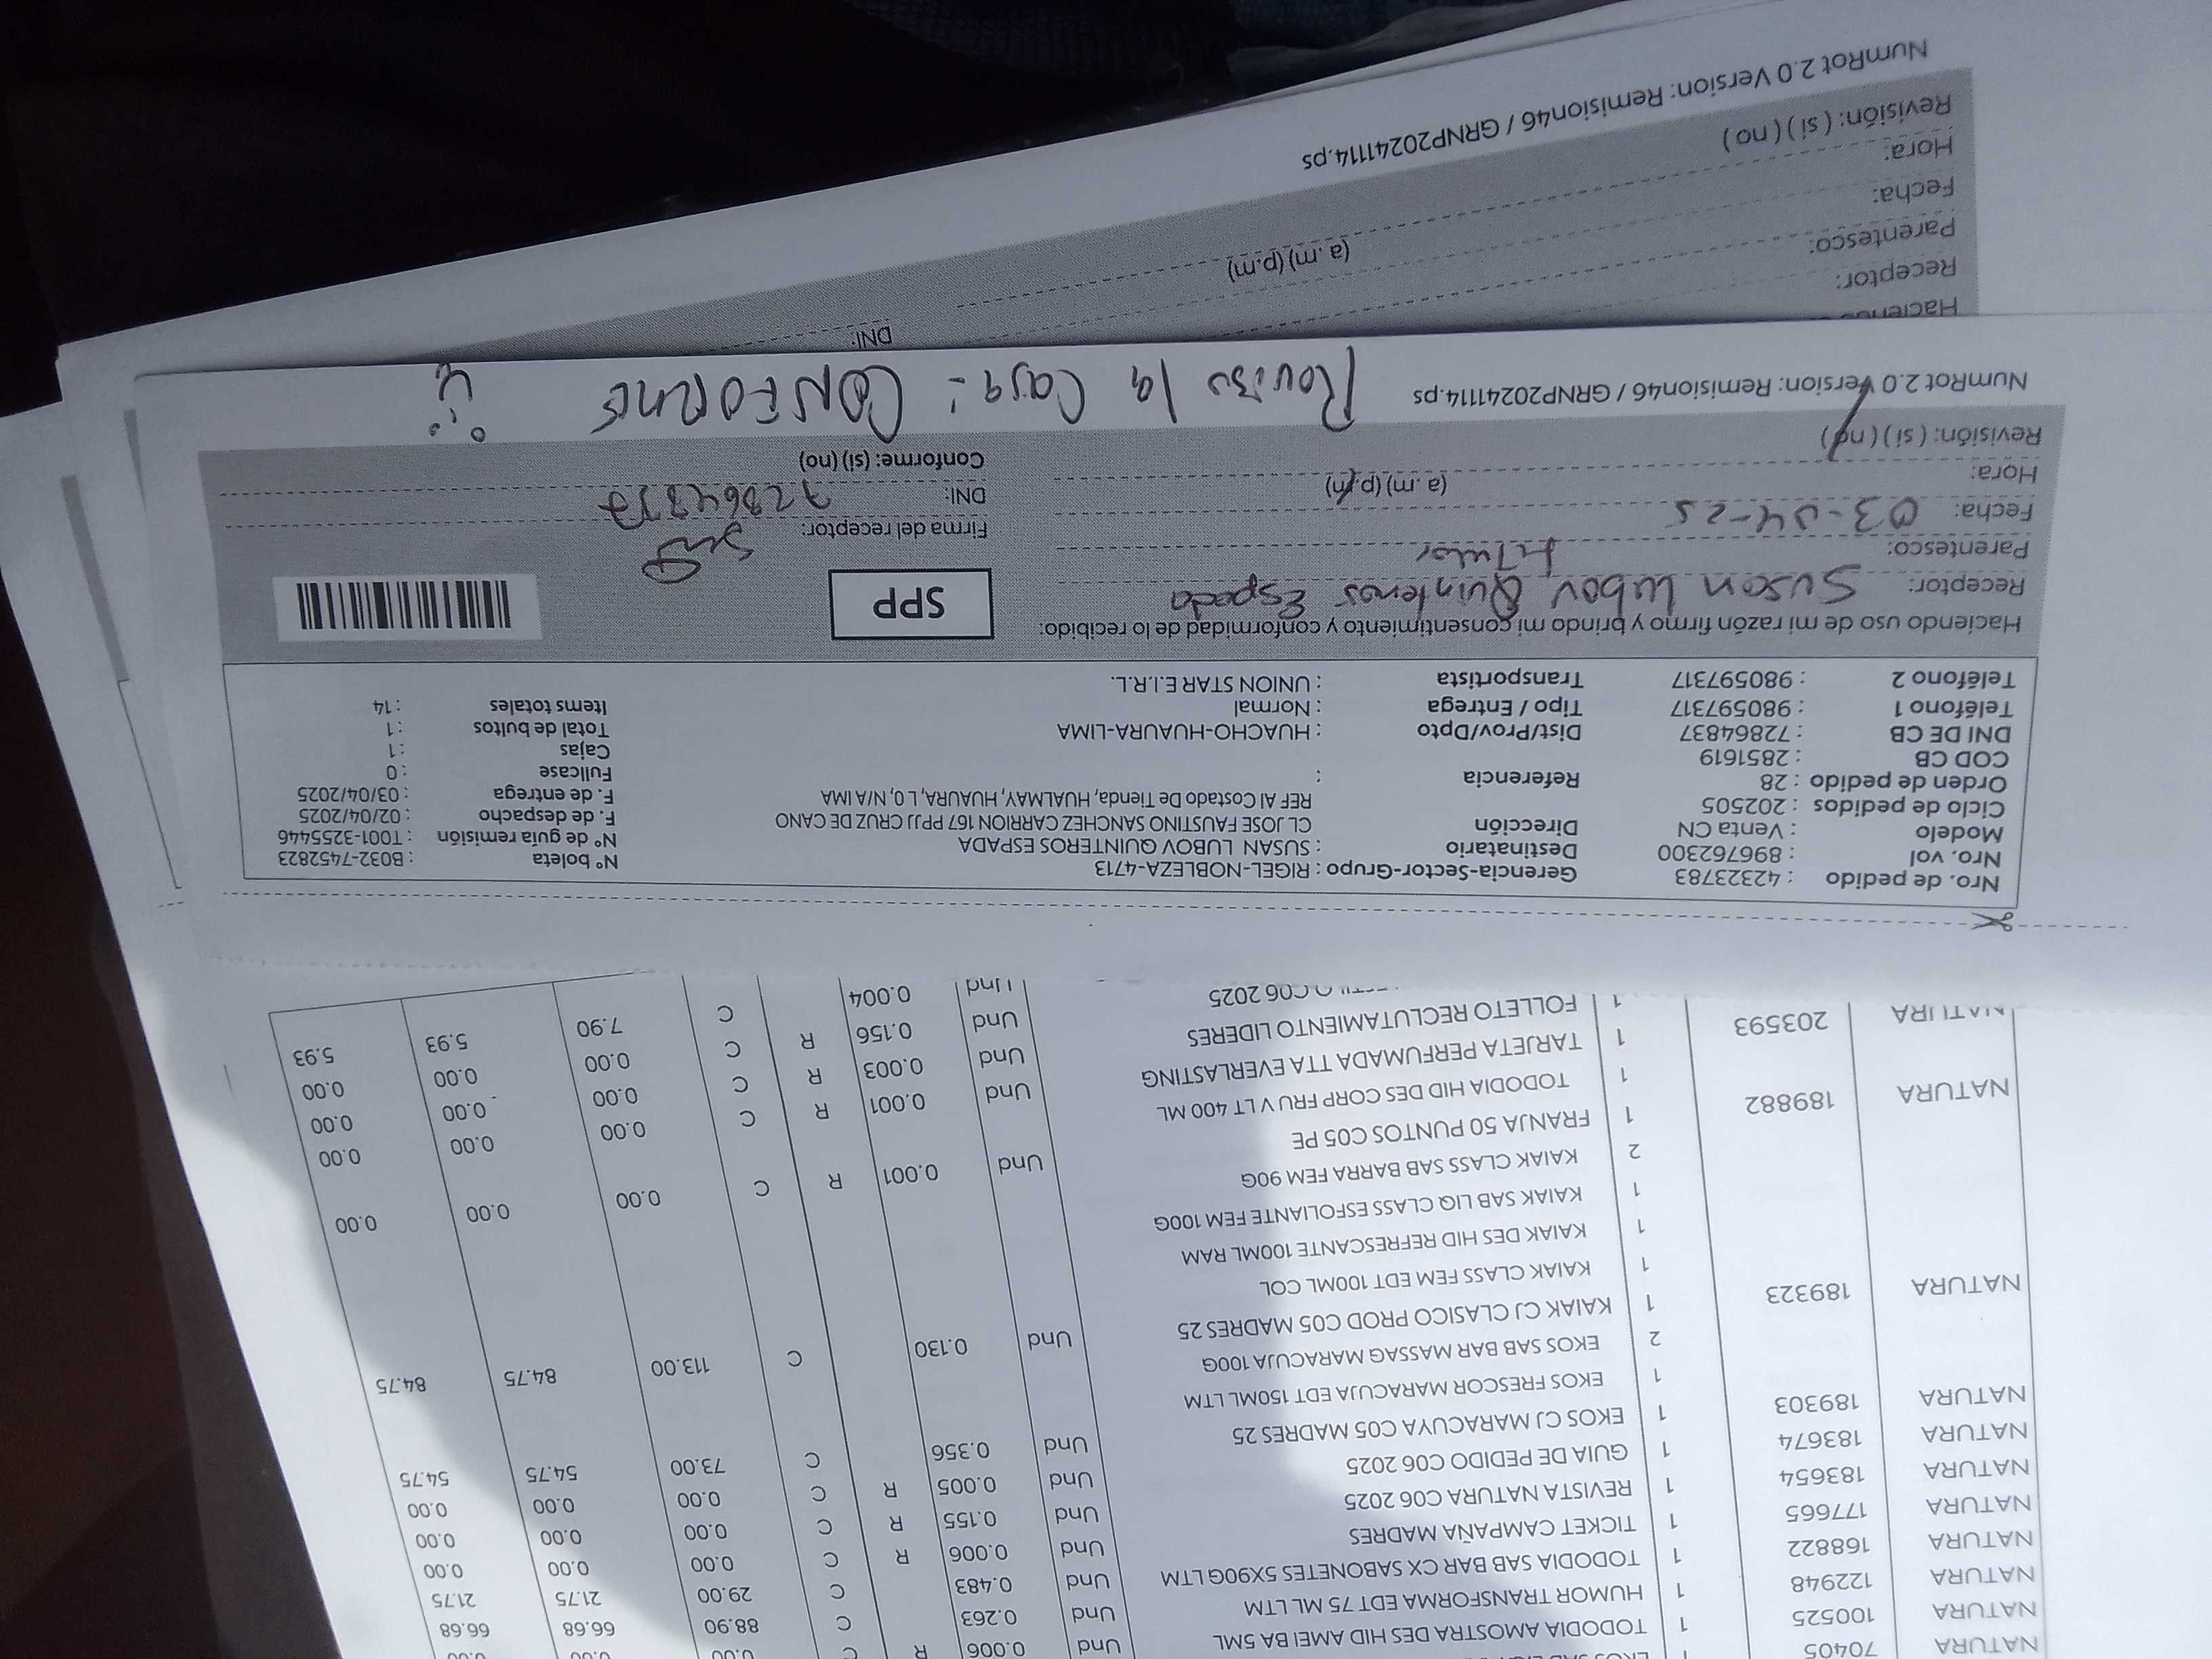 NATURA 70405 1
NATURA 100525 1 TODODIA AMOSTRA DES HID AMEI BA 5ML Und 0.006 R C 0.00
NATURA 122948 1 HUMOR TRANSFORMA EDT 75 ML LTM Und 0.263 C 88.90 66.68 66.68
NATURA 168822 1 TODODIA SAB BAR CX SABONETES 5X90G LTM Und 0.483 C 29.00 21.75 21.75
NATURA 177665 1 TICKET CAMPAÑA MADRES Und 0.006 R C 0.00 0.00 0.00
NATURA 183654 1 REVISTA NATURA C06 2025 Und 0.155 R C 0.00 0.00 0.00
NATURA 183674 1 GUIA DE PEDIDO C06 2025 Und 0.005 R C 0.00 0.00 0.00
NATURA 189303 1 EKOS CJ MARACUYA C05 MADRES 25 Und 0.356 C 73.00 54.75 54.75
1 EKOS FRESCOR MARACUJA EDT 150ML LTM
2 EKOS SAB BAR MASSAG MARACUJA 100G
NATURA 189323 1 KAIAK CJ CLASICO PROD C05 MADRES 25 Und 0.130 C 113.00 84.75 84.75
1 KAIAK CLASS FEM EDT 100ML COL
1 KAIAK DES HID REFRESCANTE 100ML RAM
1 KAIAK SAB LIQ CLASS ESFOLIANTE FEM 100G
2 KAIAK CLASS SAB BARRA FEM 90G
NATURA 189882 1 FRANJA 50 PUNTOS C05 PE Und 0.001 R C 0.00 0.00 0.00
1 TODODIA HID DES CORP FRU V LT 400 ML Und 0.001 R C 0.00 0.00 0.00
NATURA 203593 1 TARJETA PERFUMADA TTA EVERLASTING Und 0.003 R C 0.00 0.00 0.00
NATURA 1 FOLLETO RECLUTAMIENTO LIDERES Und 0.156 R C 0.00 0.00 0.00
C06 2025 Und 0.004 C 7.90 5.93 5.93
Nro. de pedido : 42323783 Gerencia-Sector-Grupo : RIGEL-NOBLEZA-4713 Nº boleta : B032-7452823
Nro. vol : 896762300 Destinatario : SUSAN LUBOV QUINTEROS ESPADA Nº de guía remisión : T001-3255446
Modelo : Venta CN Dirección CL JOSE FAUSTINO SANCHEZ CARRION 167 PPJJ CRUZ DE CANO F. de despacho : 02/04/2025
Ciclo de pedidos : 202505 REF Al Costado De Tienda, HUALMAY, HUAURA, L 0, N/A IMA F. de entrega : 03/04/2025
Orden de pedido : 28 Referencia : Fullcase : 0
COD CB : 2851619 Cajas : 1
DNI DE CB : 72864837 Dist/Prov/Dpto : HUACHO-HUAURA-LIMA Total de bultos : 1
Teléfono 1 : 980597317 Tipo / Entrega : Normal Items totales : 14
Teléfono 2 : 980597317 Transportista : UNION STAR E.I.R.L.
Haciendo uso de mi razón firmo y brindo mi consentimiento y conformidad de lo recibido:
SPP
Receptor: Susan Lubov Quinteros Espada
Parentesco: titular Firma del receptor:
Fecha: 03-04-25 DNI: 72864837
Hora: (a.m) (p.m) Conforme: (si) (no)
Revisión: ( si ) ( no )
NumRot 2.0 Version: Remision46 / GRNP20241114.ps Reviso la Caja: CONFORME
Haciendo
Receptor: DNI:
Parentesco:
Fecha: (a.m) (p.m)
Hora:
Revisión: ( si ) ( no )
NumRot 2.0 Version: Remision46 / GRNP20241114.ps